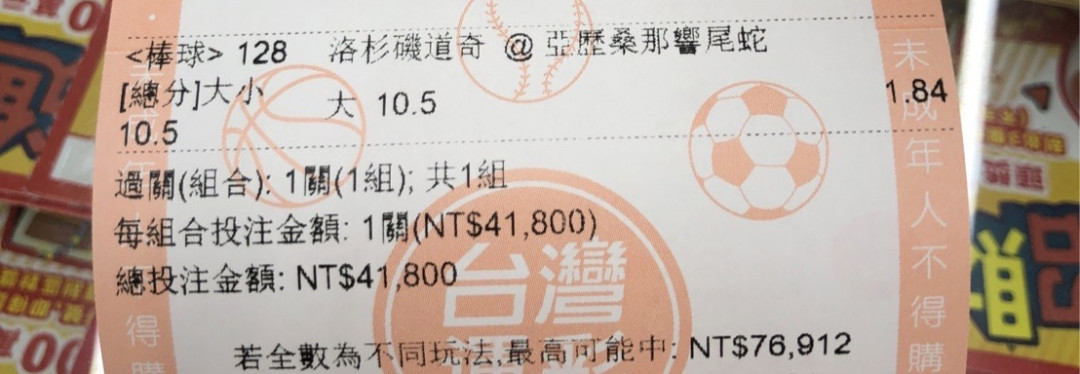 <棒球> 128 洛杉磯道奇 @ 亞歷桑那響尾蛇
[總分]大小 大 10.5 1.84
10.5
過關(組合): 1關(1組); 共1組
每組合投注金額: 1關(NT$41,800)
總投注金額: NT$41,800
若全數為不同玩法,最高可能中: NT$76,912
台灣
未成年人不得購
得購